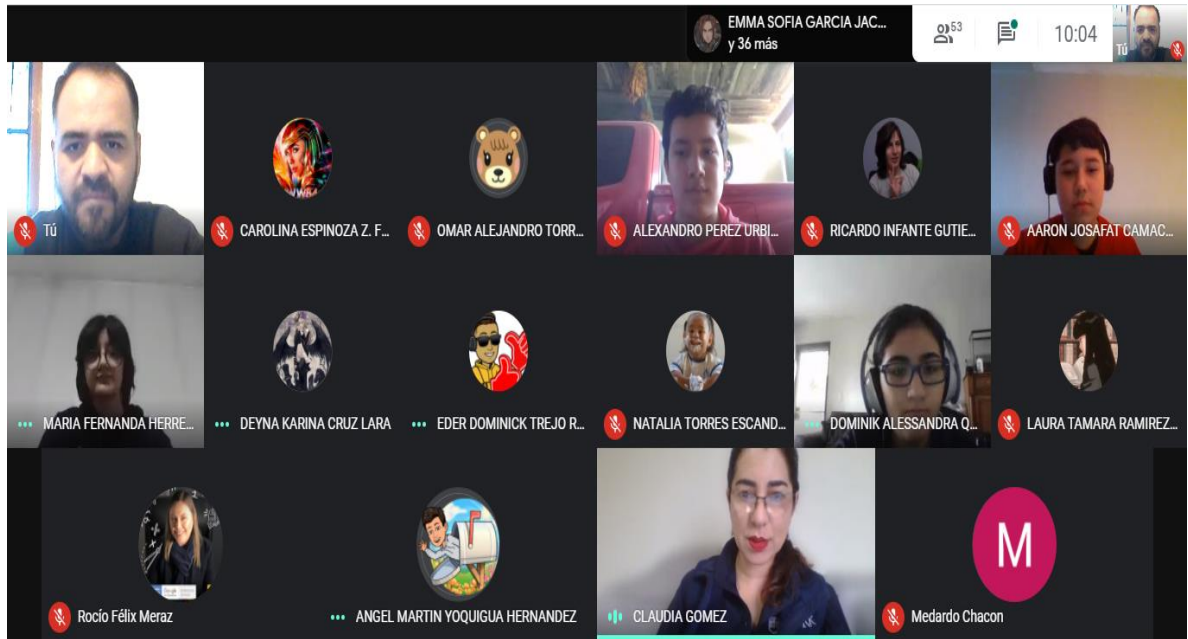 EMMA SOFIA GARCIA JAC...
y 36 más
53
10:04
Tú
Tú
CAROLINA ESPINOZA Z. F...
OMAR ALEJANDRO TORR...
ALEXANDRO PEREZ URBI...
RICARDO INFANTE GUTIE...
AARON JOSAFAT CAMAC...
MARIA FERNANDA HERRE...
DEYNA KARINA CRUZ LARA
EDER DOMINICK TREJO R...
NATALIA TORRES ESCAND...
DOMINIK ALESSANDRA Q...
LAURA TAMARA RAMIREZ...
Rocío Félix Meraz
ANGEL MARTIN YOQUIGUA HERNANDEZ
CLAUDIA GOMEZ
M
Medardo Chacon